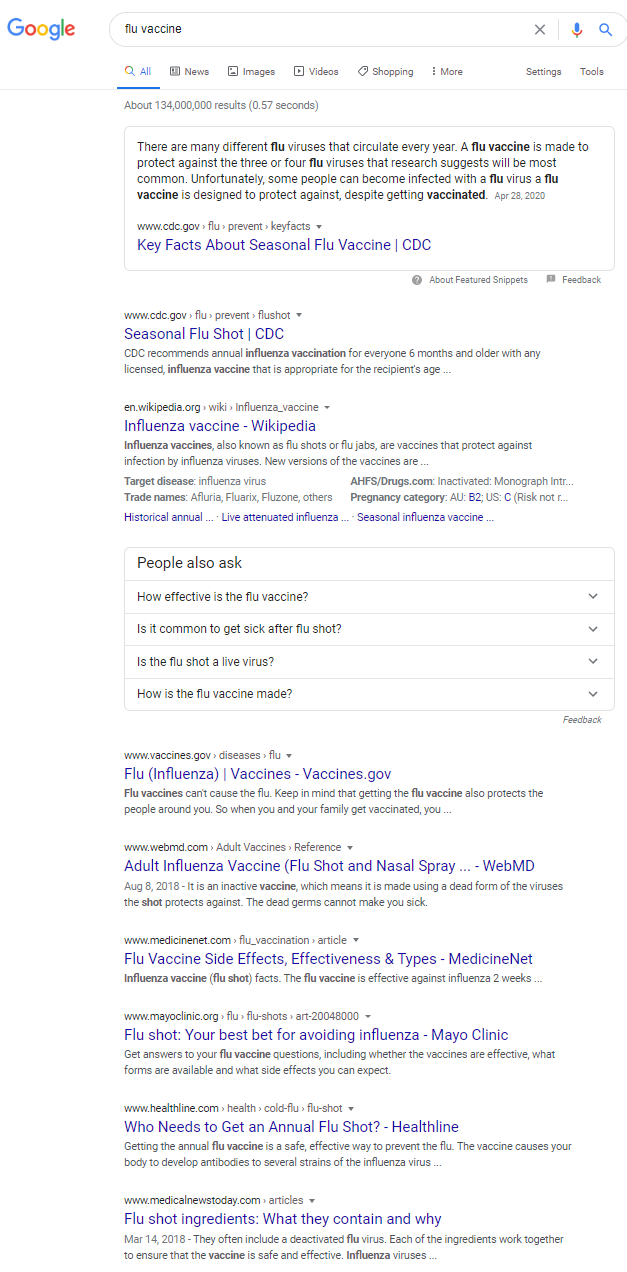 Google
flu vaccine
All News Images Videos Shopping More Settings Tools
About 134,000,000 results (0.57 seconds)
There are many different flu viruses that circulate every year. A flu vaccine is made to
protect against the three or four flu viruses that research suggests will be most
common. Unfortunately, some people can become infected with a flu virus a flu
vaccine is designed to protect against, despite getting vaccinated. Apr 28, 2020
www.cdc.gov › flu › prevent › keyfacts
Key Facts About Seasonal Flu Vaccine | CDC
About Featured Snippets Feedback
www.cdc.gov › flu › prevent › flushot
Seasonal Flu Shot | CDC
CDC recommends annual influenza vaccination for everyone 6 months and older with any
licensed, influenza vaccine that is appropriate for the recipient's age ...
en.wikipedia.org › wiki › Influenza_vaccine
Influenza vaccine - Wikipedia
Influenza vaccines, also known as flu shots or flu jabs, are vaccines that protect against
infection by influenza viruses. New versions of the vaccines are ...
Target disease: influenza virus AHFS/Drugs.com: Inactivated: Monograph Intr...
Trade names: Afluria, Fluarix, Fluzone, others Pregnancy category: AU: B2; US: C (Risk not r...
Historical annual ... · Live attenuated influenza ... · Seasonal influenza vaccine ...
People also ask
How effective is the flu vaccine?
Is it common to get sick after flu shot?
Is the flu shot a live virus?
How is the flu vaccine made?
Feedback
www.vaccines.gov › diseases › flu
Flu (Influenza) | Vaccines - Vaccines.gov
Flu vaccines can't cause the flu. Keep in mind that getting the flu vaccine also protects the
people around you. So when you and your family get vaccinated, you ...
www.webmd.com › Adult Vaccines › Reference
Adult Influenza Vaccine (Flu Shot and Nasal Spray ... - WebMD
Aug 8, 2018 - It is an inactive vaccine, which means it is made using a dead form of the viruses
the shot protects against. The dead germs cannot make you sick.
www.medicinenet.com › flu_vaccination › article
Flu Vaccine Side Effects, Effectiveness & Types - MedicineNet
Influenza vaccine (flu shot) facts. The flu vaccine is effective against influenza 2 weeks ...
www.mayoclinic.org › flu › flu-shots › art-20048000
Flu shot: Your best bet for avoiding influenza - Mayo Clinic
Get answers to your flu vaccine questions, including whether the vaccines are effective, what
forms are available and what side effects you can expect.
www.healthline.com › health › cold-flu › flu-shot
Who Needs to Get an Annual Flu Shot? - Healthline
Getting the annual flu vaccine is a safe, effective way to prevent the flu. The vaccine causes your
body to develop antibodies to several strains of the influenza virus ...
www.medicalnewstoday.com › articles
Flu shot ingredients: What they contain and why
Mar 14, 2018 - They often include a deactivated flu virus. Each of the ingredients work together
to ensure that the vaccine is safe and effective. Influenza viruses ...